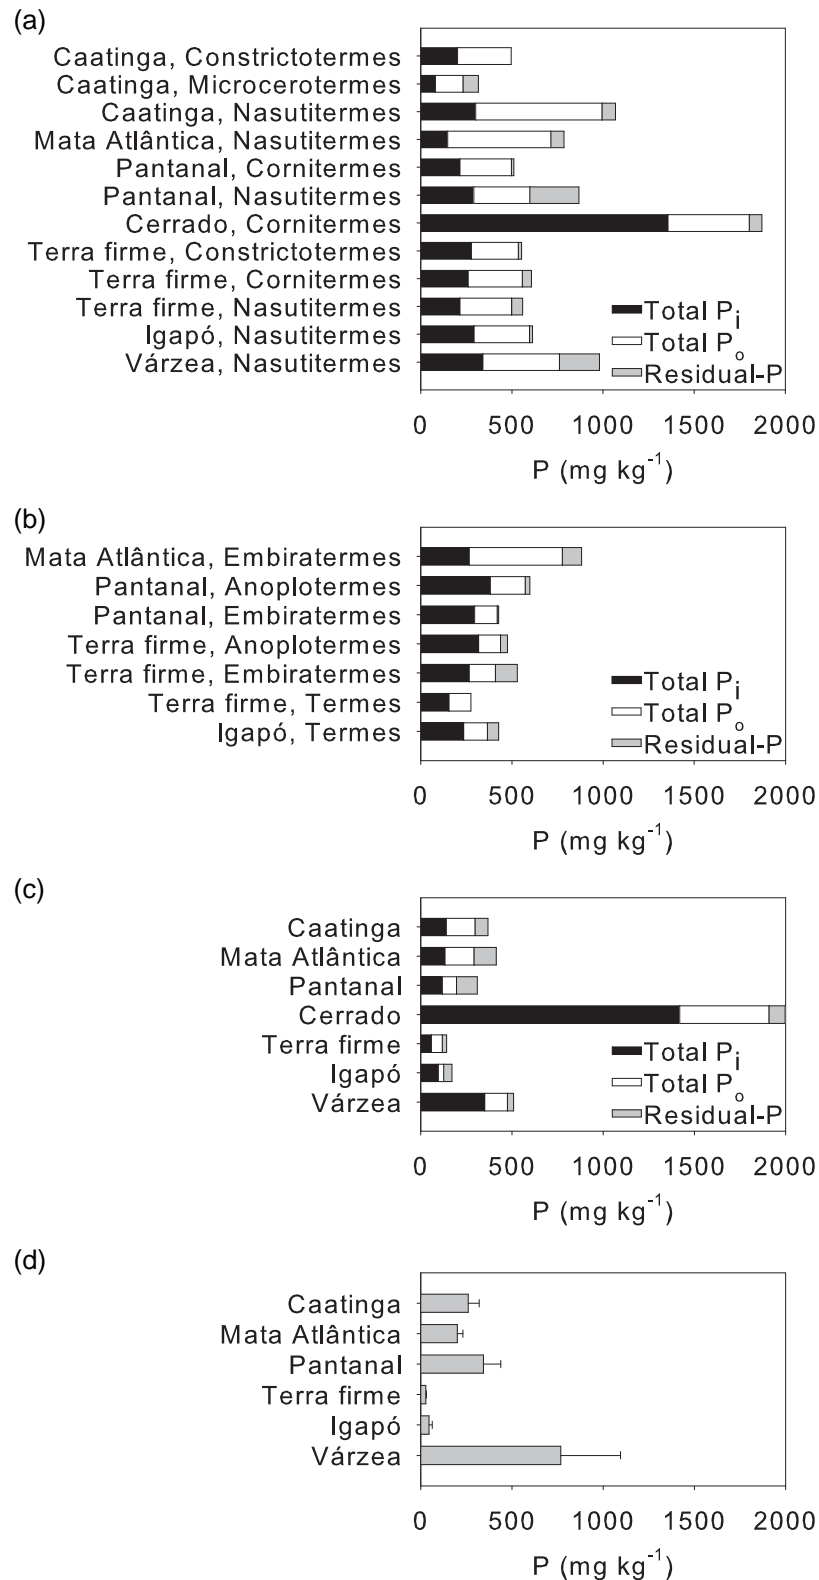 (a)
Caatinga, Constrictotermes
Caatinga, Microcerotermes
Caatinga, Nasutitermes
Mata Atlântica, Nasutitermes
Pantanal, Cornitermes
Pantanal, Nasutitermes
Cerrado, Cornitermes
Terra firme, Constrictotermes
Terra firme, Cornitermes
Terra firme, Nasutitermes
Igapó, Nasutitermes
Várzea, Nasutitermes
Total Pi
Total Po
Residual-P
0 500 1000 1500 2000
P (mg kg-1)
(b)
Mata Atlântica, Embiratermes
Pantanal, Anoplotermes
Pantanal, Embiratermes
Terra firme, Anoplotermes
Terra firme, Embiratermes
Terra firme, Termes
Igapó, Termes
Total Pi
Total Po
Residual-P
0 500 1000 1500 2000
P (mg kg-1)
(c)
Caatinga
Mata Atlântica
Pantanal
Cerrado
Terra firme
Igapó
Várzea
Total Pi
Total Po
Residual-P
0 500 1000 1500 2000
P (mg kg-1)
(d)
Caatinga
Mata Atlântica
Pantanal
Terra firme
Igapó
Várzea
0 500 1000 1500 2000
P (mg kg-1)